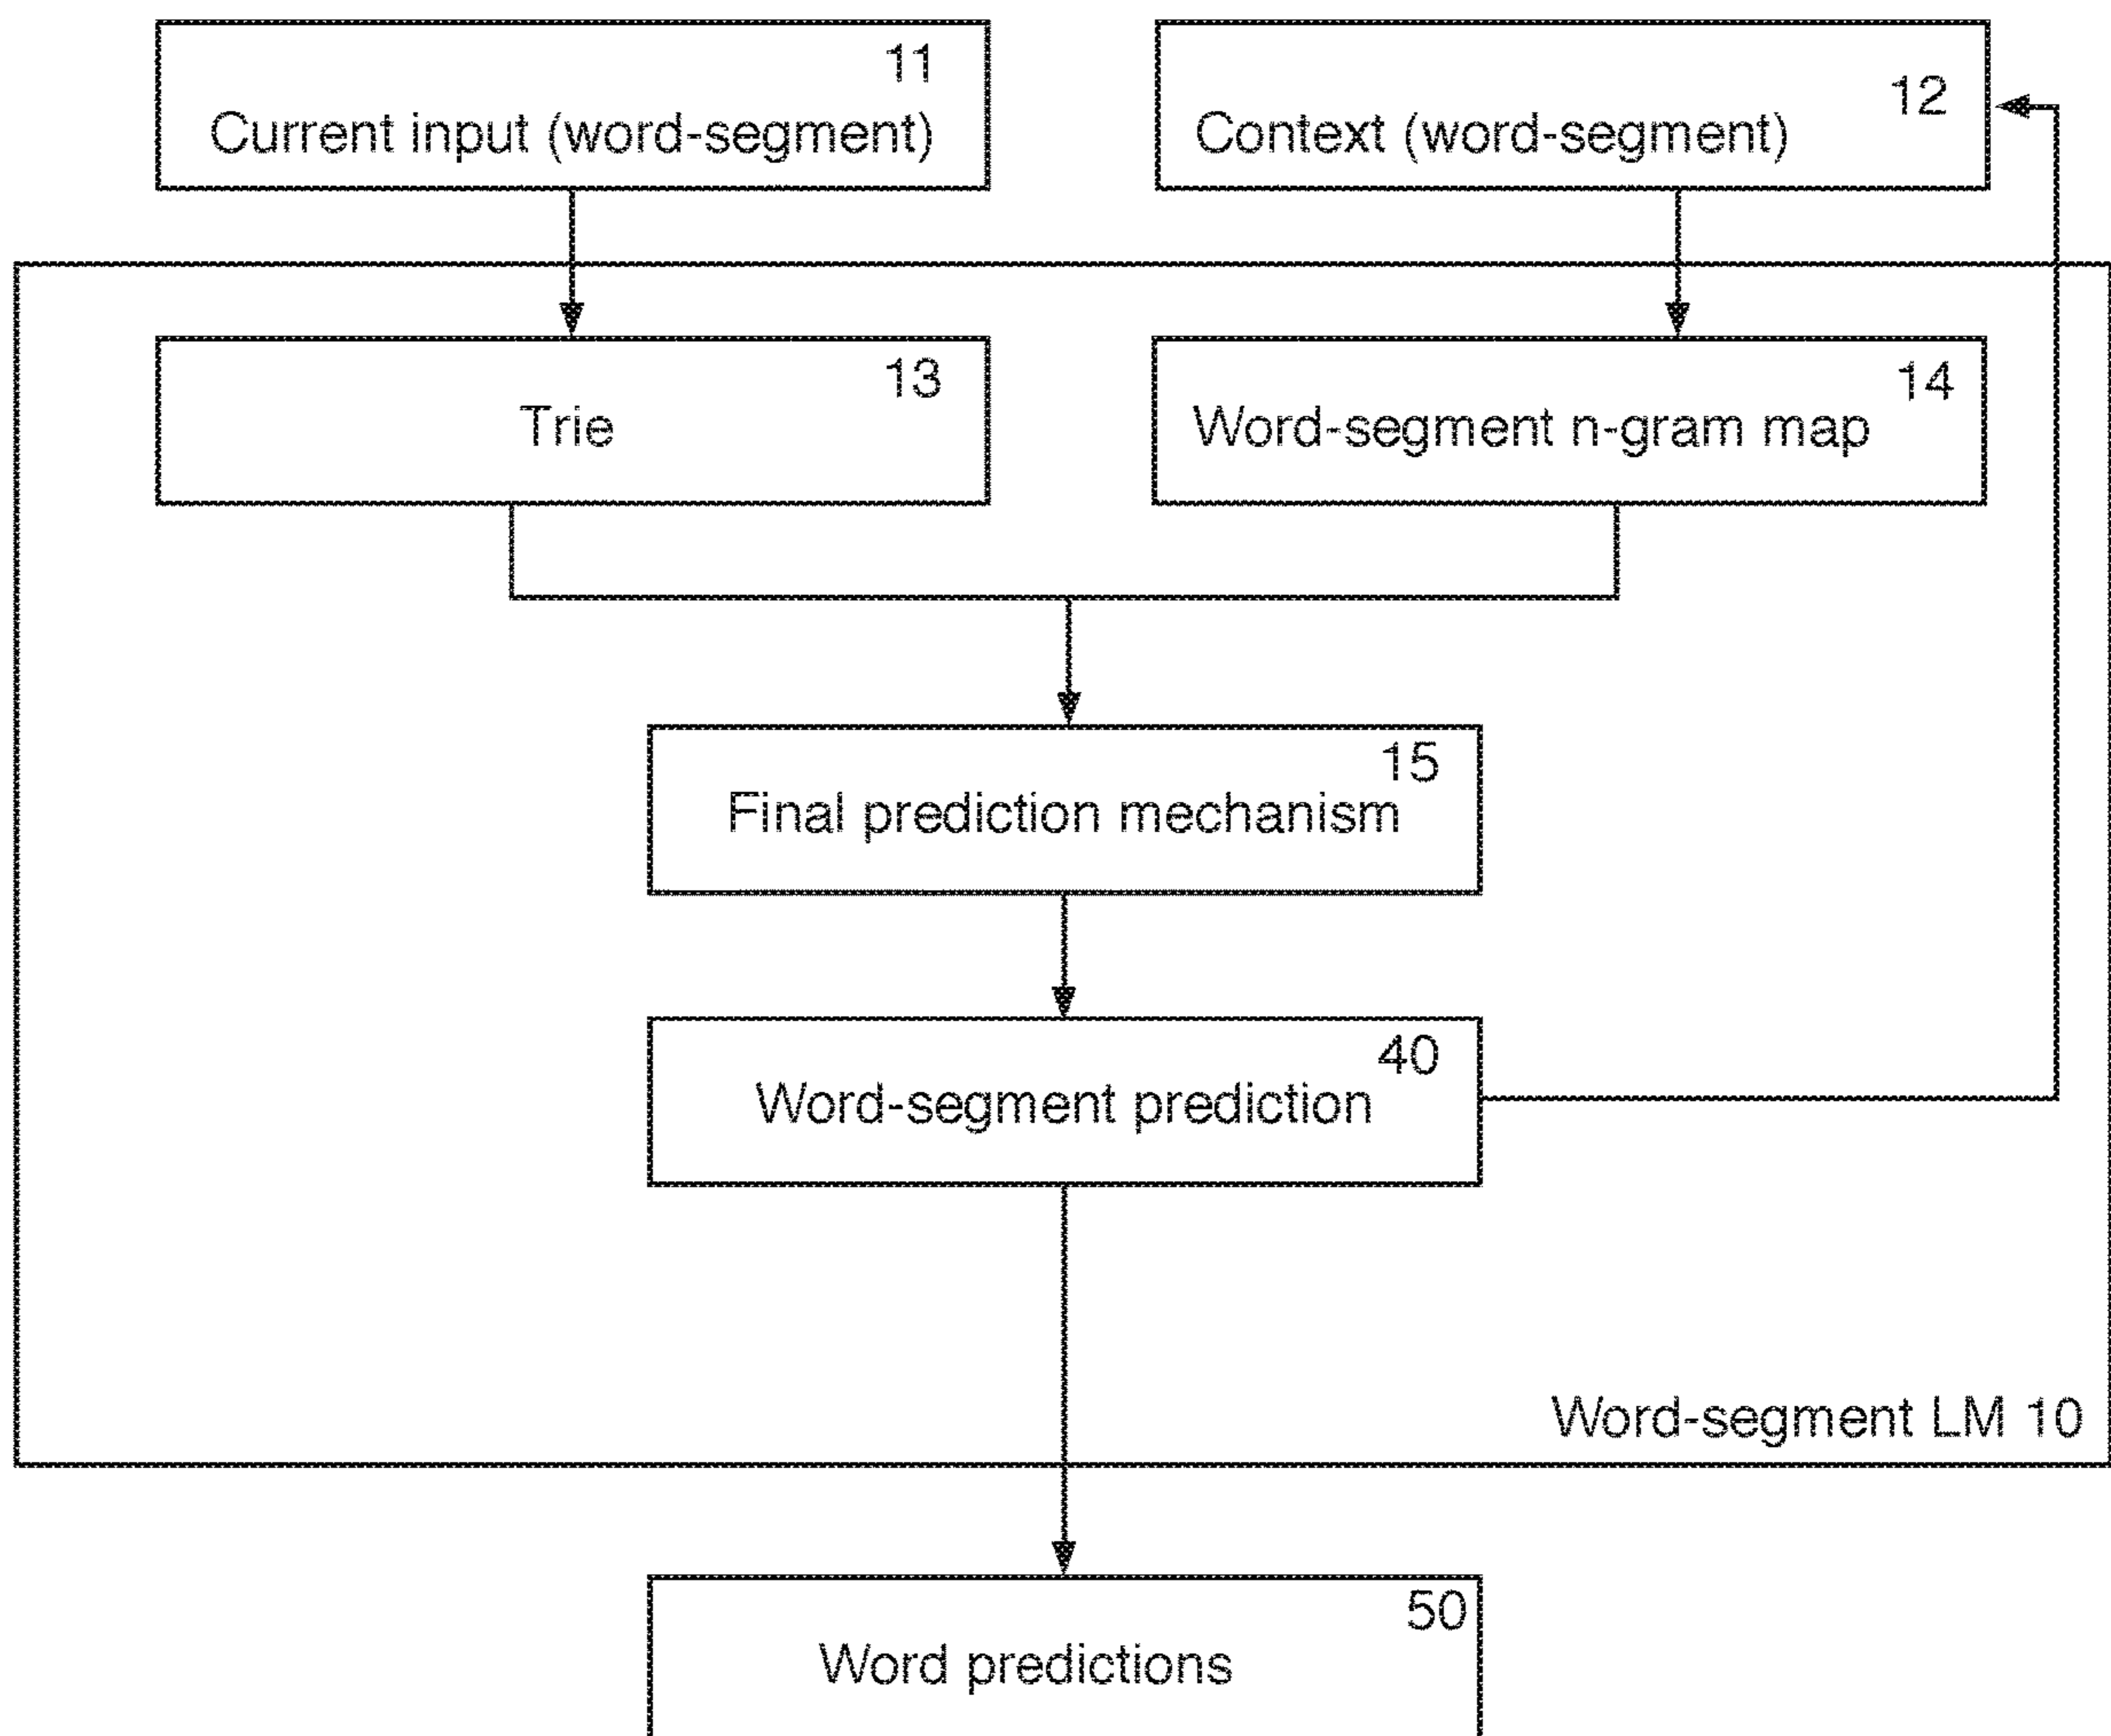 11
Current input (word-segment)
12
Context (word-segment)
13
Trie
14
Word-segment n-gram map
15
Final prediction mechanism
40
Word-segment prediction
Word-segment LM 10
50
Word predictions